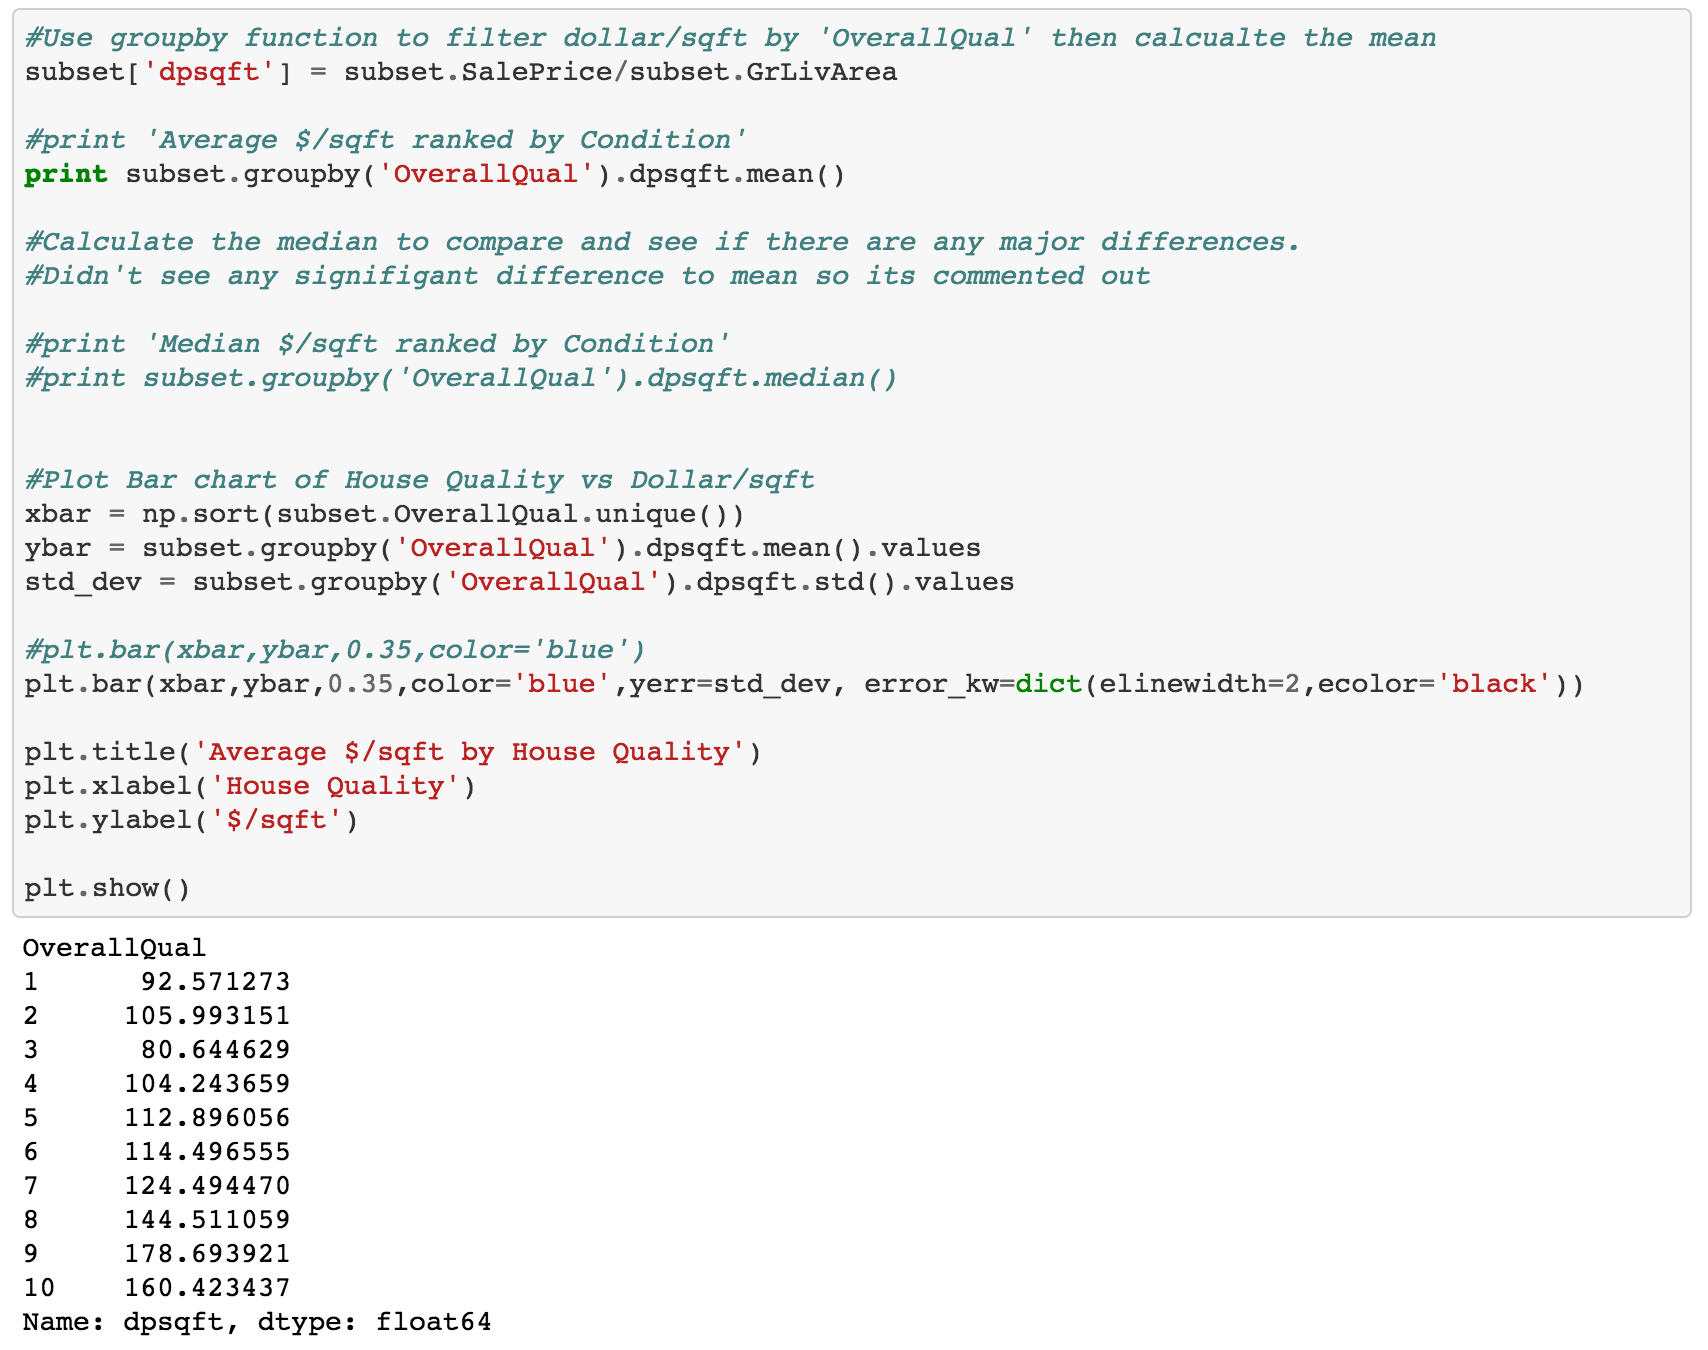 #Use groupby function to filter dollar/sqft by 'OverallQual' then calcualte the mean
subset['dpsqft'] = subset.SalePrice/subset.GrLivArea
#print 'Average $/sqft ranked by Condition'
print subset.groupby('OverallQual').dpsqft.mean()
#Calculate the median to compare and see if there are any major differences.
#Didn't see any signifigant difference to mean so its commented out
#print 'Median $/sqft ranked by Condition'
#print subset.groupby('OverallQual').dpsqft.median()
#Plot Bar chart of House Quality vs Dollar/sqft
xbar = np.sort(subset.OverallQual.unique())
ybar = subset.groupby('OverallQual').dpsqft.mean().values
std_dev = subset.groupby('OverallQual').dpsqft.std().values
#plt.bar(xbar,ybar,0.35,color='blue')
plt.bar(xbar,ybar,0.35,color='blue',yerr=std_dev, error_kw=dict(elinewidth=2,ecolor='black'))
plt.title('Average $/sqft by House Quality')
plt.xlabel('House Quality')
plt.ylabel('$/sqft')
plt.show()
OverallQual
1 92.571273
2 105.993151
3 80.644629
4 104.243659
5 112.896056
6 114.496555
7 124.494470
8 144.511059
9 178.693921
10 160.423437
Name: dpsqft, dtype: float64